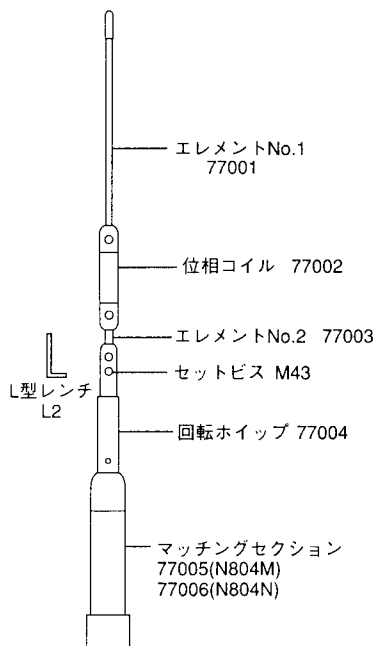 エレメントNo.1
77001
位相コイル 77002
エレメントNo.2 77003
セットビス M43
L型レンチ
L2
回転ホイップ 77004
マッチングセクション
77005(N804M)
77006(N804N)